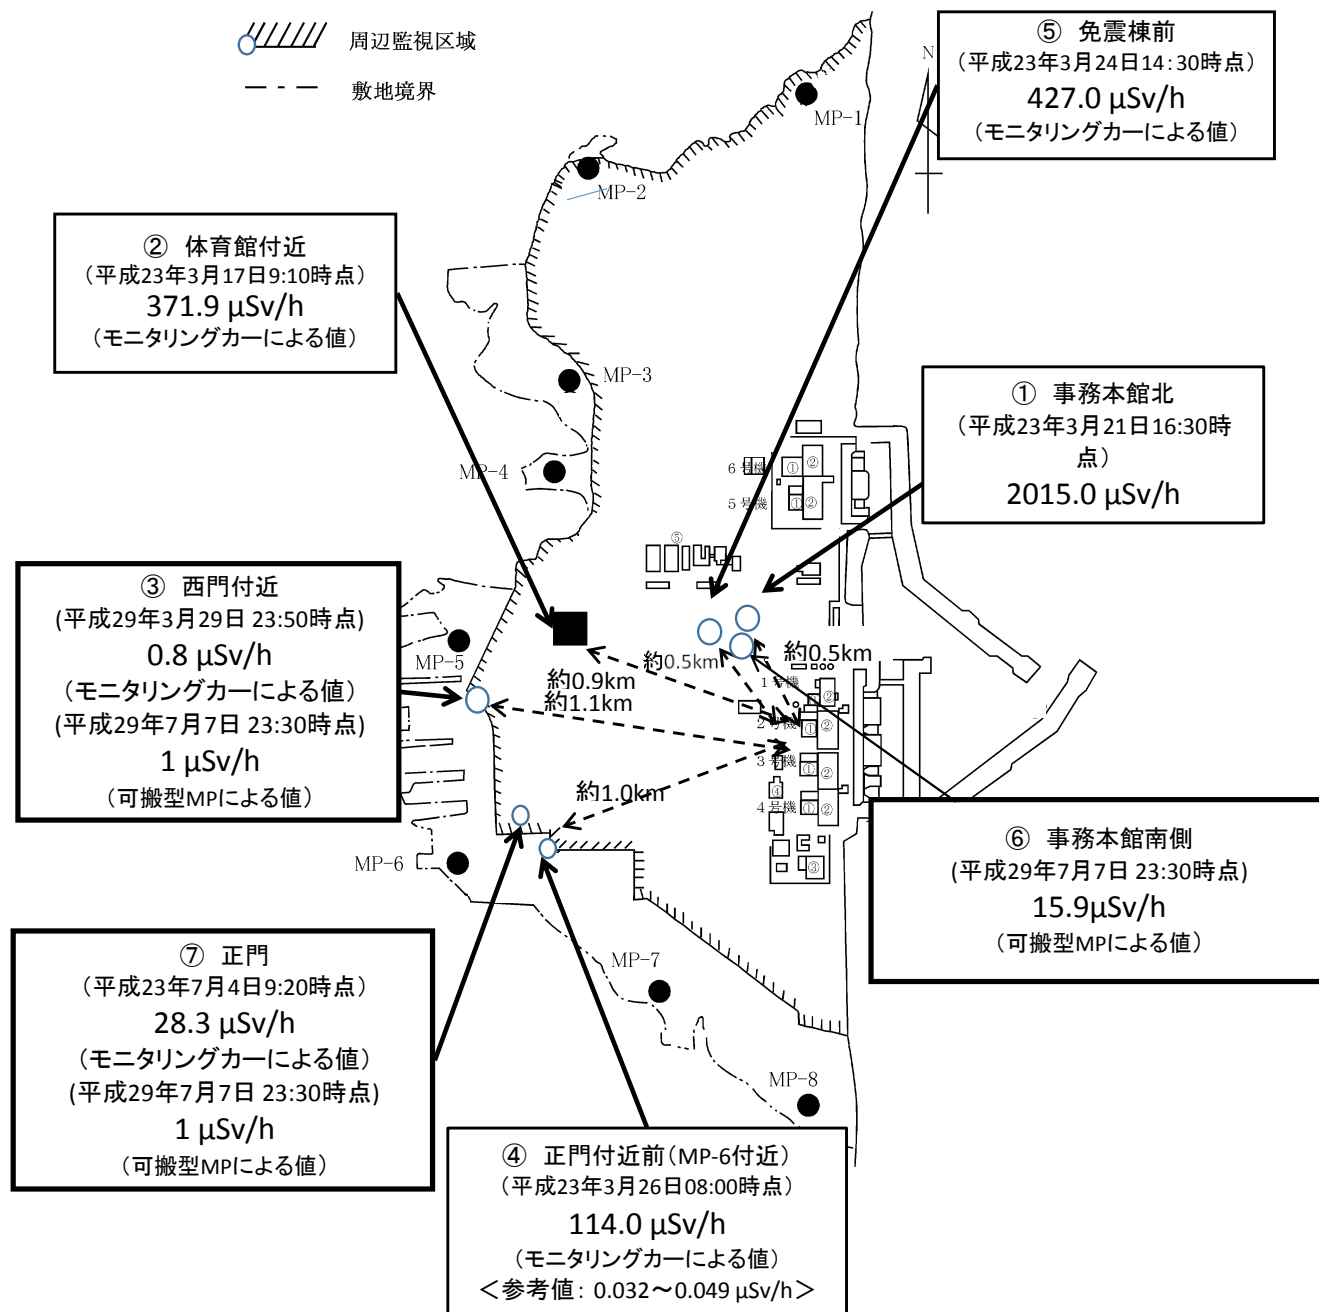 周辺監視区域
敷地境界
⑤ 免震棟前
(平成23年3月24日14:30時点)
427.0 µSv/h
(モニタリングカーによる値)
N
MP-1
MP-2
② 体育館付近
(平成23年3月17日9:10時点)
371.9 µSv/h
(モニタリングカーによる値)
MP-3
① 事務本館北
(平成23年3月21日16:30時
点)
2015.0 µSv/h
MP-4
6号機
① ②
5号機
① ②
⑤
③ 西門付近
(平成29年3月29日 23:50時点)
0.8 µSv/h
(モニタリングカーによる値)
(平成29年7月7日 23:30時点)
1 µSv/h
(可搬型MPによる値)
MP-5
約0.5km
約0.5km
約0.9km
約1.1km
1号機
②
2号機
① ②
3号機
① ②
④
約1.0km
4号機
① ②
③
MP-6
⑥ 事務本館南側
(平成29年7月7日 23:30時点)
15.9µSv/h
(可搬型MPによる値)
⑦ 正門
(平成23年7月4日9:20時点)
28.3 µSv/h
(モニタリングカーによる値)
(平成29年7月7日 23:30時点)
1 µSv/h
(可搬型MPによる値)
MP-7
MP-8
④ 正門付近前(MP-6付近)
(平成23年3月26日08:00時点)
114.0 µSv/h
(モニタリングカーによる値)
<参考値: 0.032~0.049 µSv/h>